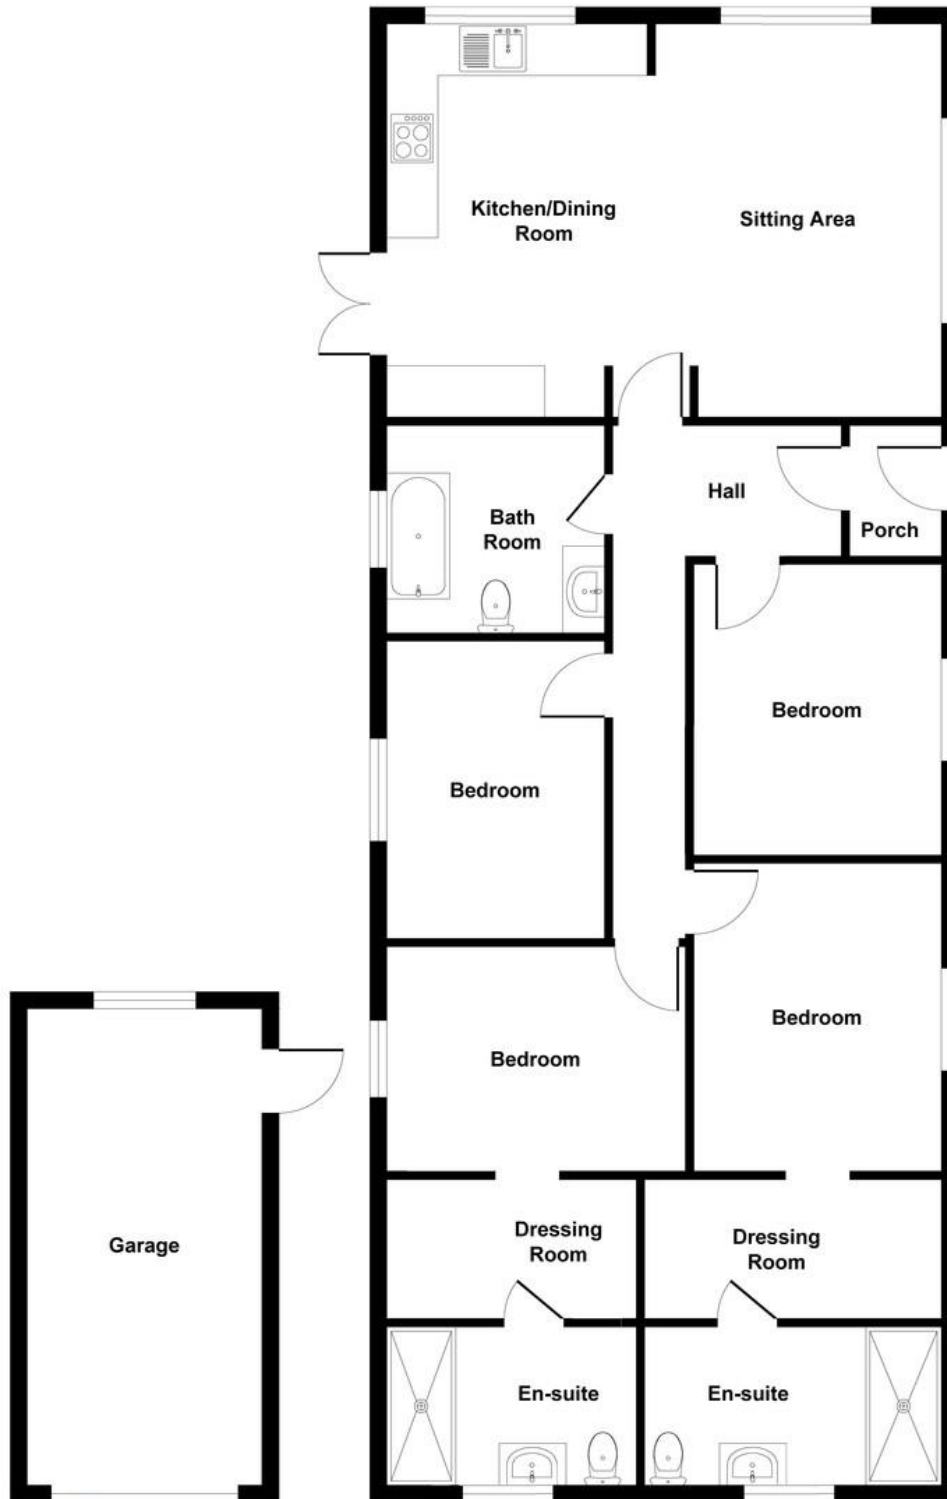 Kitchen/Dining
Room
Sitting Area
Hall
Porch
Bath
Room
Bedroom
Bedroom
Bedroom
Bedroom
Garage
Dressing
Room
Dressing
Room
En-suite
En-suite